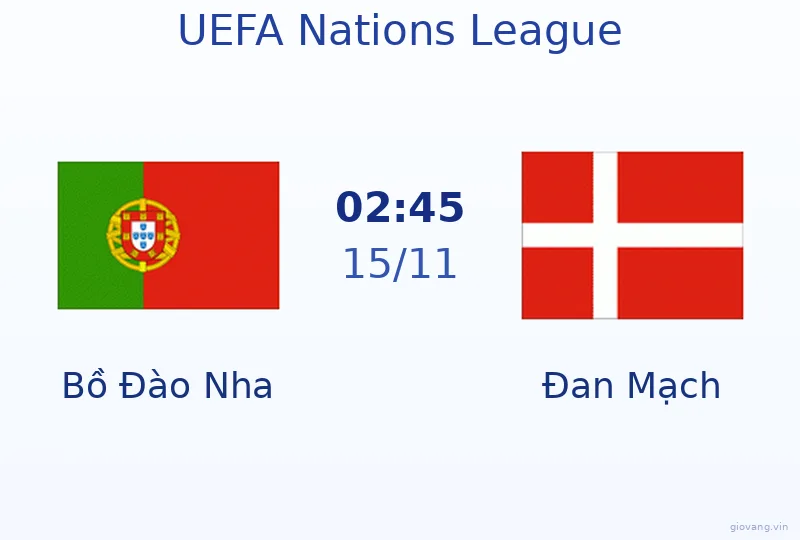 UEFA Nations League
02:45
15/11
Bồ Đào Nha
Đan Mạch
giovang.vin